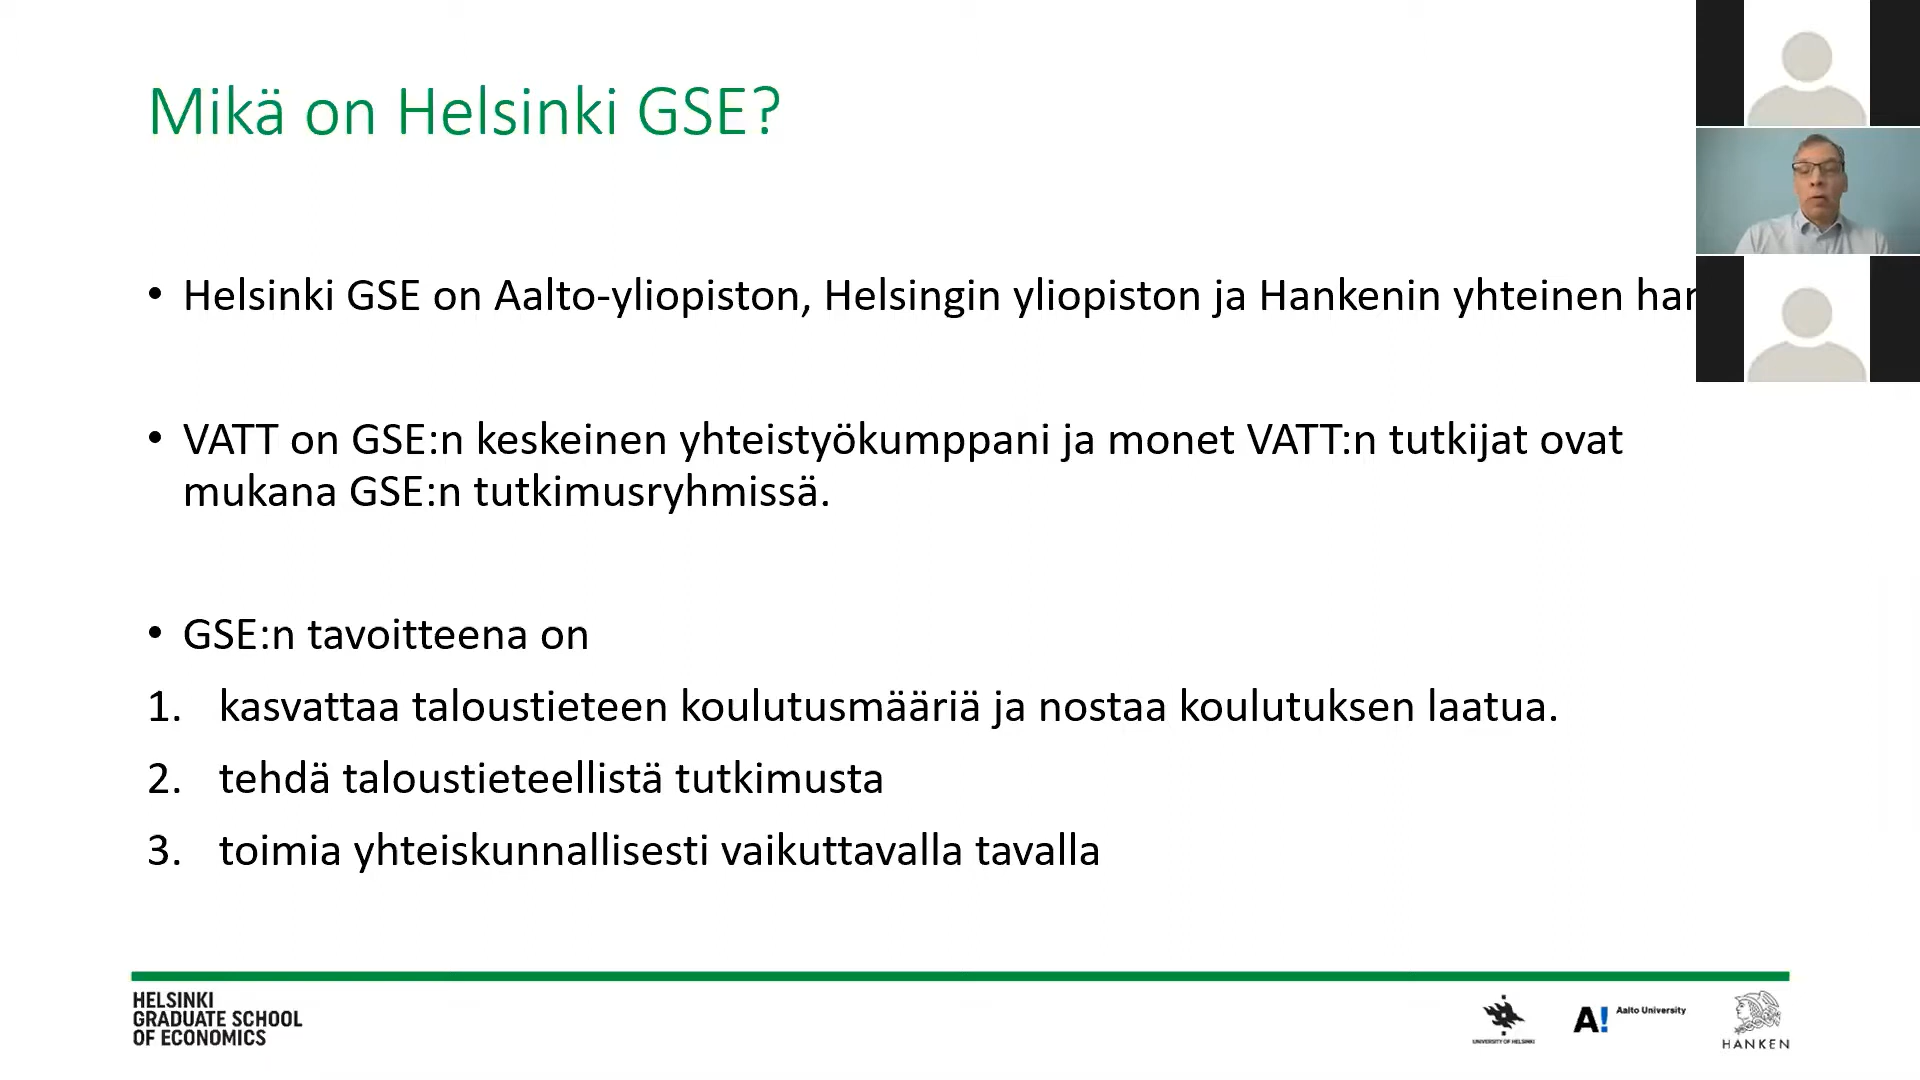 Mikä on Helsinki GSE?
• Helsinki GSE on Aalto-yliopiston, Helsingin yliopiston ja Hankenin yhteinen
• VATT on GSE:n keskeinen yhteistyökumppani ja monet VATT:n tutkijat ovat
mukana GSE:n tutkimusryhmissä.
• GSE:n tavoitteena on
1. kasvattaa taloustieteen koulutusmääriä ja nostaa koulutuksen laatua.
2. tehdä taloustieteellistä tutkimusta
3. toimia yhteiskunnallisesti vaikuttavalla tavalla
HELSINKI
GRADUATE SCHOOL
OF ECONOMICS
UNIVERSITY OF HELSINKI
A! Aalto University
HANKEN